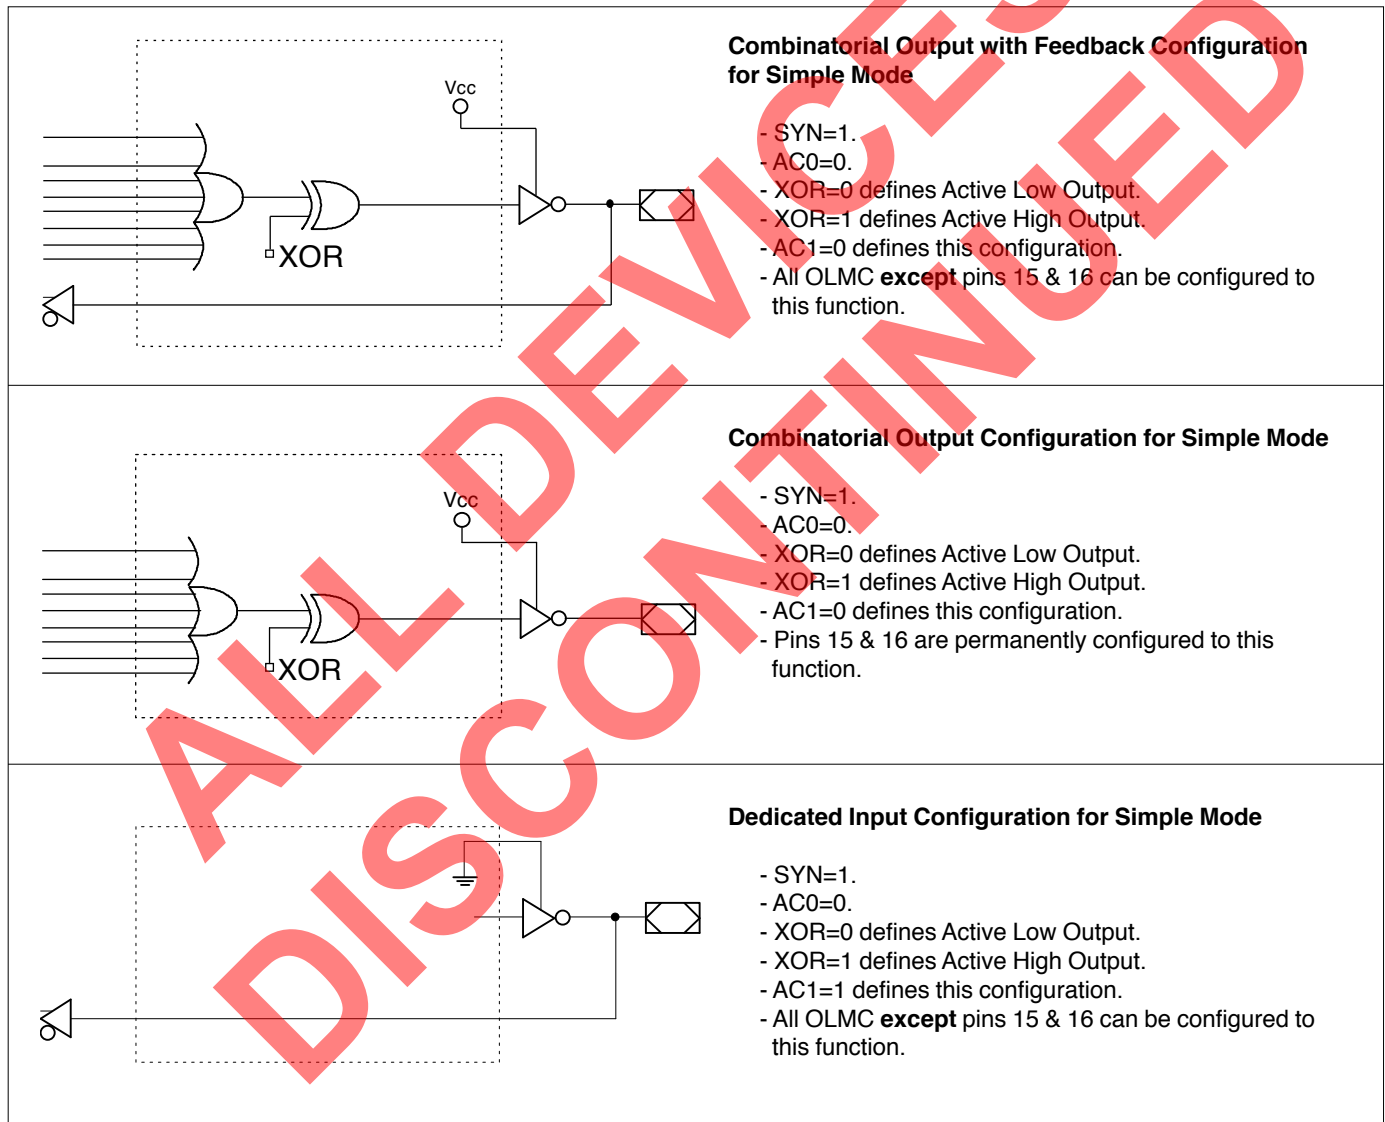 Combinatorial Output with Feedback Configuration
for Simple Mode
Vcc
- SYN=1.
- AC0=0.
- XOR=0 defines Active Low Output.
- XOR=1 defines Active High Output.
- AC1=0 defines this configuration.
- All OLMC except pins 15 & 16 can be configured to
this function.
XOR
Combinatorial Output Configuration for Simple Mode
Vcc
- SYN=1.
- AC0=0.
- XOR=0 defines Active Low Output.
- XOR=1 defines Active High Output.
- AC1=0 defines this configuration.
- Pins 15 & 16 are permanently configured to this
function.
XOR
Dedicated Input Configuration for Simple Mode
- SYN=1.
- AC0=0.
- XOR=0 defines Active Low Output.
- XOR=1 defines Active High Output.
- AC1=1 defines this configuration.
- All OLMC except pins 15 & 16 can be configured to
this function.
ALL DEVICES
DISCONTINUED